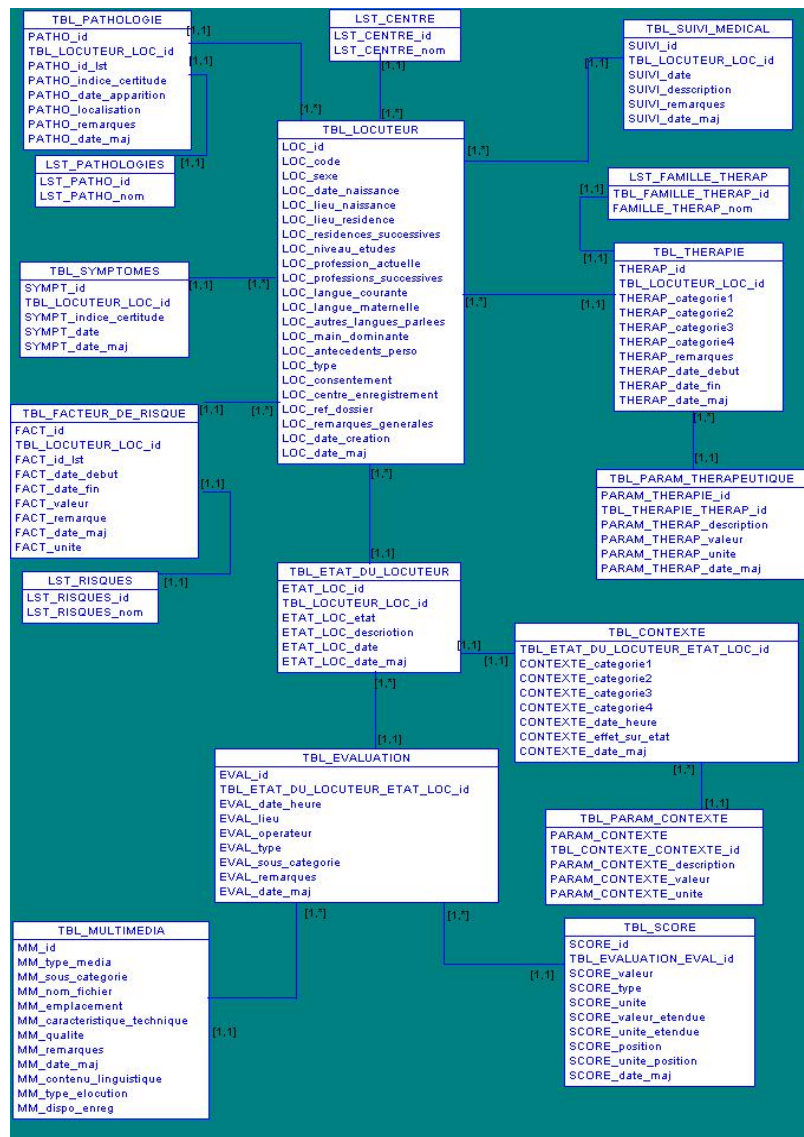 TBL_PATHOLOGIE
PATHO_id
TBL_LOCUTEUR_LOC_id
PATHO_id_lst
PATHO_indice_certitude
PATHO_date_apparition
PATHO_localisation
PATHO_remarques
PATHO_date_maj
[1,1]
[1,1]
LST_PATHOLOGIES
LST_PATHO_id
LST_PATHO_nom
[1,1]
LST_CENTRE
LST_CENTRE_id
LST_CENTRE_nom
[1,1]
[1,*]
[1,*]
TBL_SUIVI_MEDICAL
SUIVI_id
TBL_LOCUTEUR_LOC_id
SUIVI_date
SUIVI_desscription
SUIVI_remarques
SUIVI_date_maj
[1,1]
[1,*]
TBL_LOCUTEUR
LOC_id
LOC_code
LOC_sexe
LOC_date_naissance
LOC_lieu_naissance
LOC_lieu_residence
LOC_residences_successives
LOC_niveau_etudes
LOC_profession_actuelle
LOC_professions_successives
LOC_langue_courante
LOC_langue_maternelle
LOC_autres_langues_parlees
LOC_main_dominante
LOC_antecedents_perso
LOC_type
LOC_consentement
LOC_centre_enregistrement
LOC_ref_dossier
LOC_remarques_generales
LOC_date_creation
LOC_date_maj
LST_FAMILLE_THERAP
TBL_FAMILLE_THERAP_id
FAMILLE_THERAP_nom
[1,1]
[1,1]
TBL_THERAPIE
THERAP_id
TBL_LOCUTEUR_LOC_id
THERAP_categorie1
THERAP_categorie2
THERAP_categorie3
THERAP_categorie4
THERAP_remarques
THERAP_date_debut
THERAP_date_fin
THERAP_date_maj
[1,*]
[1,1]
[1,*]
[1,1]
TBL_SYMPTOMES
SYMPT_id
TBL_LOCUTEUR_LOC_id
SYMPT_indice_certitude
SYMPT_date
SYMPT_date_maj
[1,1]
[1,*]
TBL_FACTEUR_DE_RISQUE
FACT_id
TBL_LOCUTEUR_LOC_id
FACT_id_lst
FACT_date_debut
FACT_date_fin
FACT_valeur
FACT_remarque
FACT_date_maj
FACT_unite
[1,1]
[1,*]
[1,1]
LST_RISQUES
LST_RISQUES_id
LST_RISQUES_nom
[1,1]
TBL_PARAM_THERAPEUTIQUE
PARAM_THERAPIE_id
TBL_THERAPIE_THERAP_id
PARAM_THERAP_description
PARAM_THERAP_valeur
PARAM_THERAP_unite
PARAM_THERAP_date_maj
[1,*]
[1,1]
TBL_ETAT_DU_LOCUTEUR
ETAT_LOC_id
TBL_LOCUTEUR_LOC_id
ETAT_LOC_etat
ETAT_LOC_descriotion
ETAT_LOC_date
ETAT_LOC_date_maj
[1,1]
[1,1]
[1,*]
[1,1]
TBL_CONTEXTE
TBL_ETAT_DU_LOCUTEUR_ETAT_LOC_id
CONTEXTE_categorie1
CONTEXTE_categorie2
CONTEXTE_categorie3
CONTEXTE_categorie4
CONTEXTE_date_heure
CONTEXTE_effet_sur_etat
CONTEXTE_date_maj
[1,*]
[1,1]
TBL_PARAM_CONTEXTE
PARAM_CONTEXTE
TBL_CONTEXTE_CONTEXTE_id
PARAM_CONTEXTE_description
PARAM_CONTEXTE_valeur
PARAM_CONTEXTE_unite
TBL_EVALUATION
EVAL_id
TBL_ETAT_DU_LOCUTEUR_ETAT_LOC_id
EVAL_date_heure
EVAL_lieu
EVAL_operateur
EVAL_type
EVAL_sous_categorie
EVAL_remarques
EVAL_date_maj
[1,*]
[1,*]
TBL_MULTIMEDIA
MM_id
MM_type_media
MM_sous_categorie
MM_nom_fichier
MM_emplacement
MM_caracteristique_technique
MM_qualite
MM_remarques
MM_date_maj
MM_contenu_linguistique
MM_type_elocution
MM_dispo_enreg
[1,1]
[1,1]
TBL_SCORE
SCORE_id
TBL_EVALUATION_EVAL_id
SCORE_valeur
SCORE_type
SCORE_unite
SCORE_valeur_etendue
SCORE_unite_etendue
SCORE_position
SCORE_unite_position
SCORE_date_maj